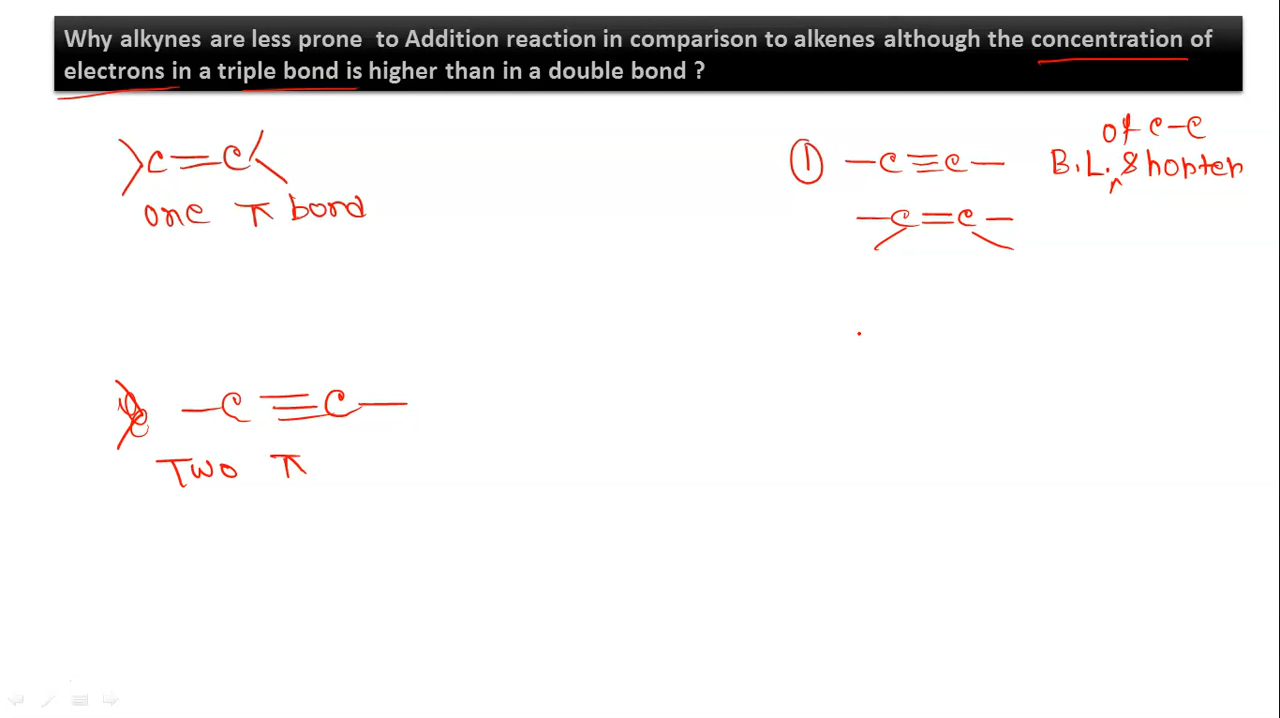 Why alkynes are less prone to Addition reaction in comparison to alkenes although the concentration of
electrons in a triple bond is higher than in a double bond ?
C=C
one π bond
① -C≡C-
of C-C
B.L. shorter
-C=C-
-C≡C-
Two π